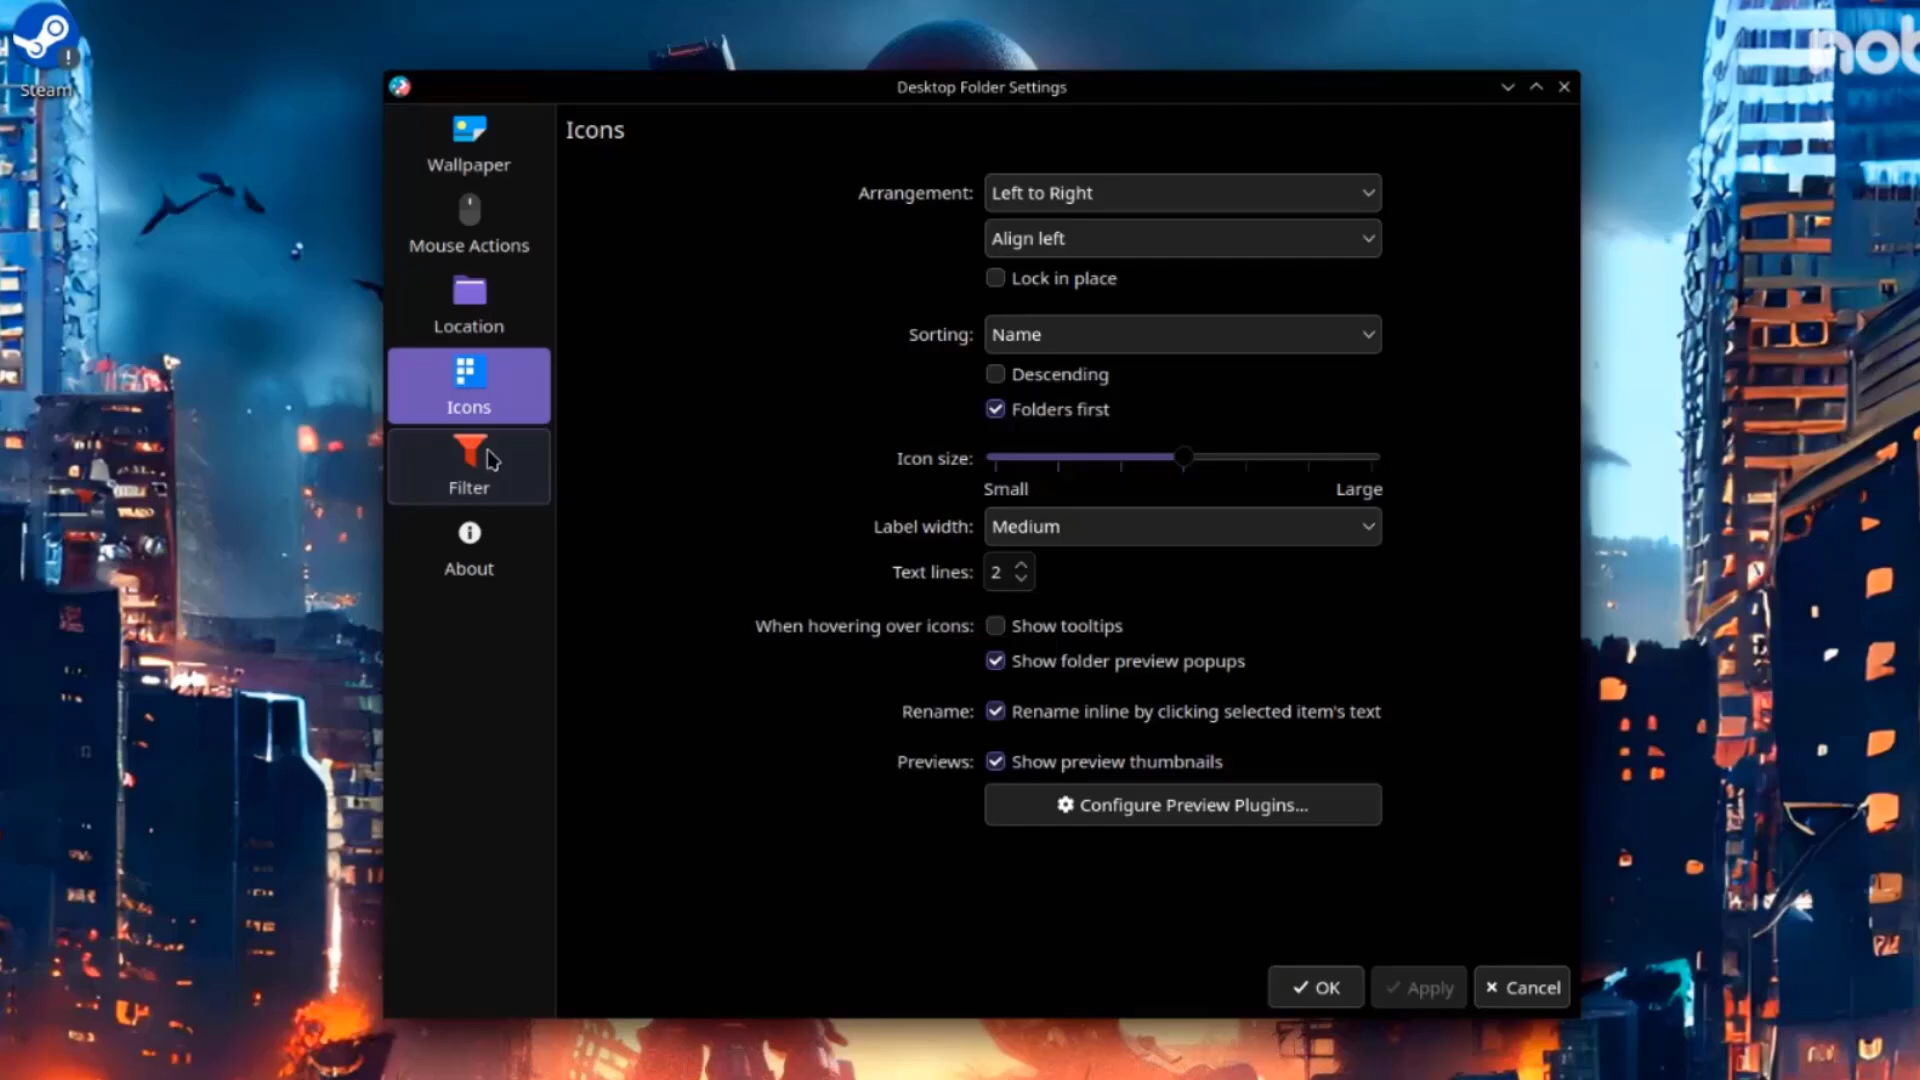 Steam
nob
Desktop Folder Settings
Wallpaper
Mouse Actions
Location
Icons
Filter
About
Icons
Arrangement: Left to Right
Align left
Lock in place
Sorting: Name
Descending
Folders first
Icon size:
Small Large
Label width: Medium
Text lines: 2
When hovering over icons: Show tooltips
Show folder preview popups
Rename: Rename inline by clicking selected item's text
Previews: Show preview thumbnails
Configure Preview Plugins...
OK Apply Cancel